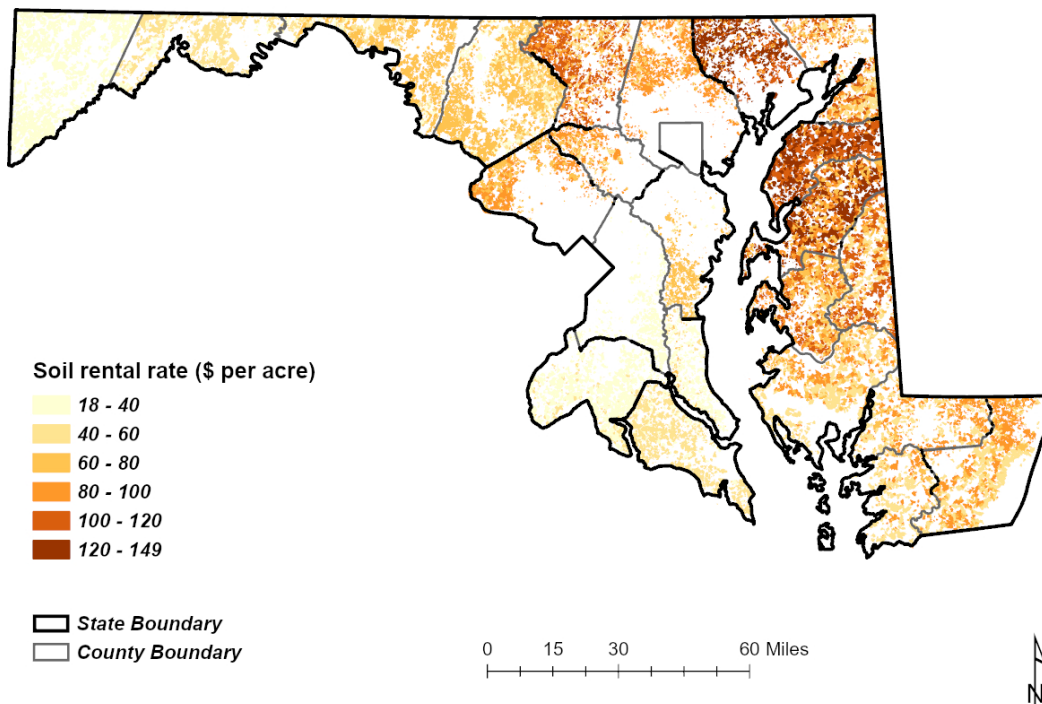 Soil rental rate ($ per acre)
18 - 40
40 - 60
60 - 80
80 - 100
100 - 120
120 - 149
State Boundary
County Boundary
0 15 30 60 Miles
N